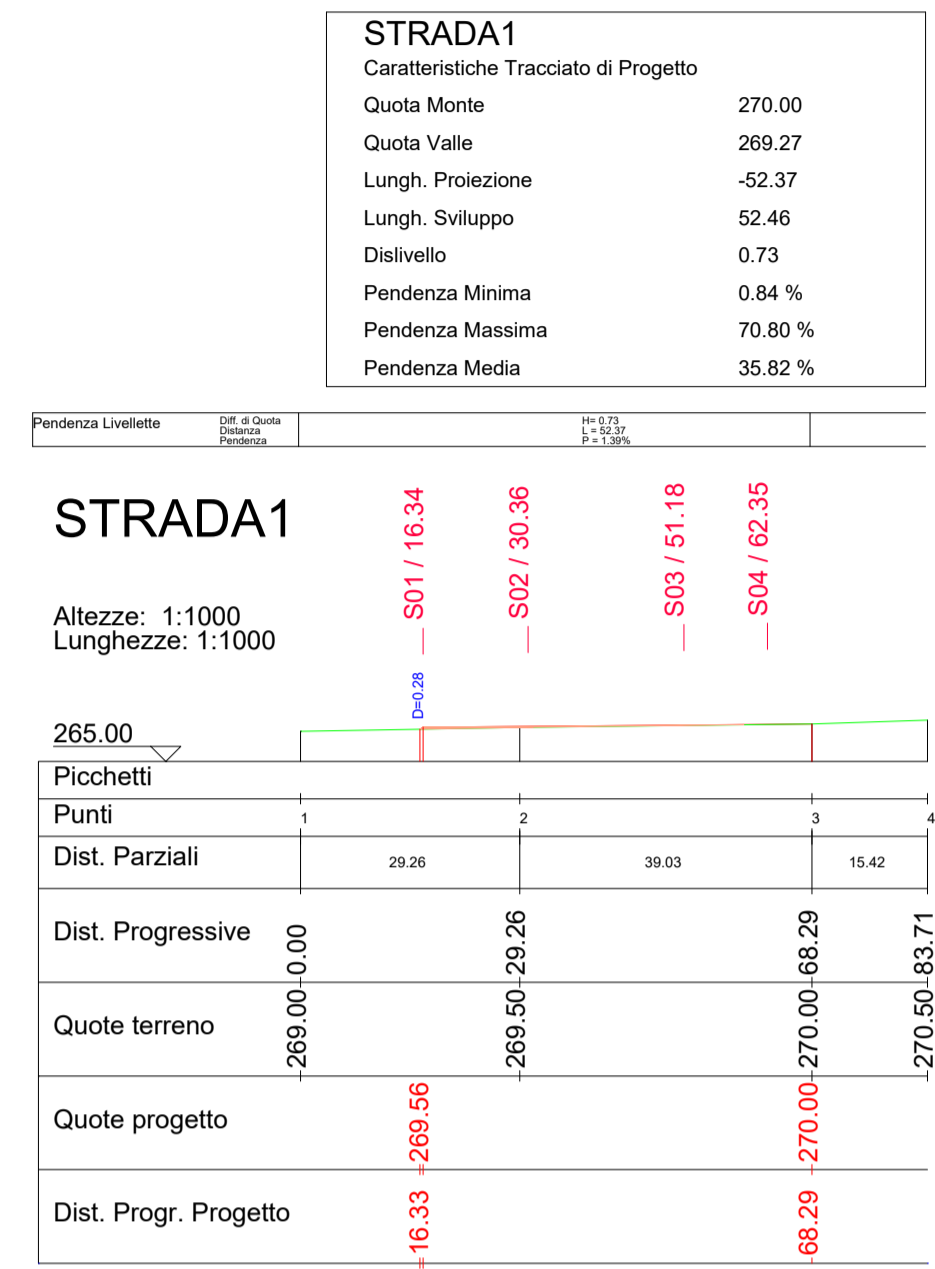 STRADA1
Caratteristiche Tracciato di Progetto
Quota Monte 270.00
Quota Valle 269.27
Lungh. Proiezione -52.37
Lungh. Sviluppo 52.46
Dislivello 0.73
Pendenza Minima 0.84 %
Pendenza Massima 70.80 %
Pendenza Media 35.82 %
Pendenza Livellette
Diff. di Quota
Distanza
Pendenza
H= 0.73
L = 52.37
P = 1.39%
STRADA1
S01 / 16.34
S02 / 30.36
S03 / 51.18
S04 / 62.35
Altezze: 1:1000
Lunghezze: 1:1000
D=0.28
265.00
Picchetti
Punti 1 2 3 4
Dist. Parziali 29.26 39.03 15.42
Dist. Progressive 0.00 29.26 68.29 83.71
Quote terreno 269.00 269.50 270.00 270.50
Quote progetto 269.56 270.00
Dist. Progr. Progetto 16.33 68.29